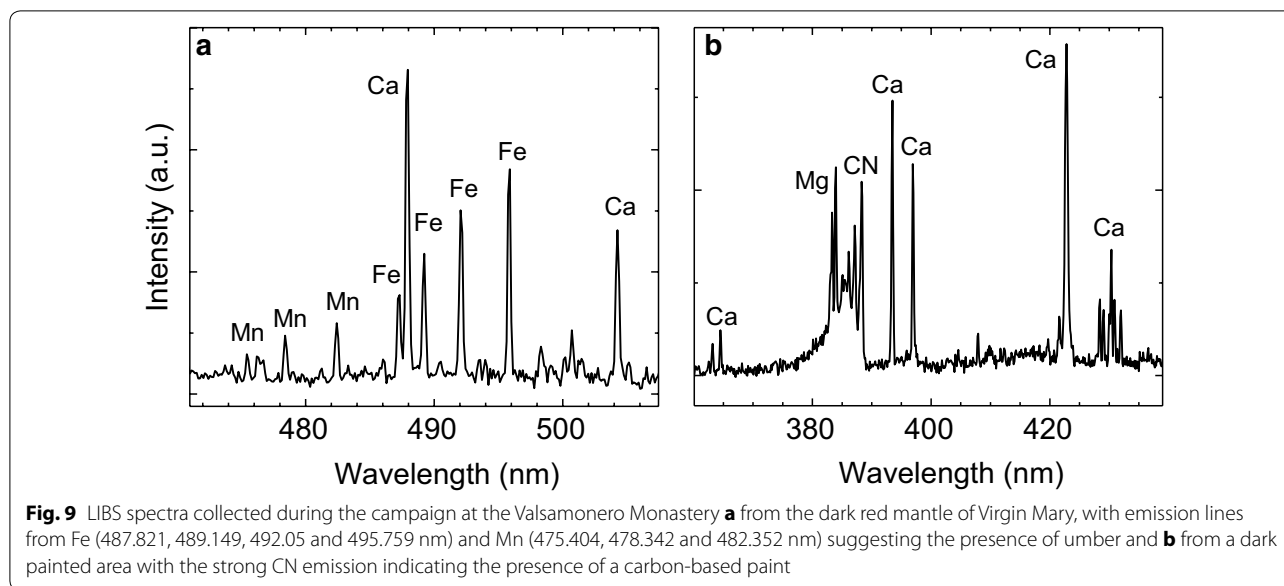 a
Ca
Fe
Fe
Fe
Ca
Fe
Mn
Mn
Mn
Intensity (a.u.)
480
490
500
Wavelength (nm)
b
Ca
Ca
Mg
CN
Ca
Ca
Ca
380
400
420
Wavelength (nm)
Fig. 9 LIBS spectra collected during the campaign at the Valsamonero Monastery a from the dark red mantle of Virgin Mary, with emission lines
from Fe (487.821, 489.149, 492.05 and 495.759 nm) and Mn (475.404, 478.342 and 482.352 nm) suggesting the presence of umber and b from a dark
painted area with the strong CN emission indicating the presence of a carbon-based paint